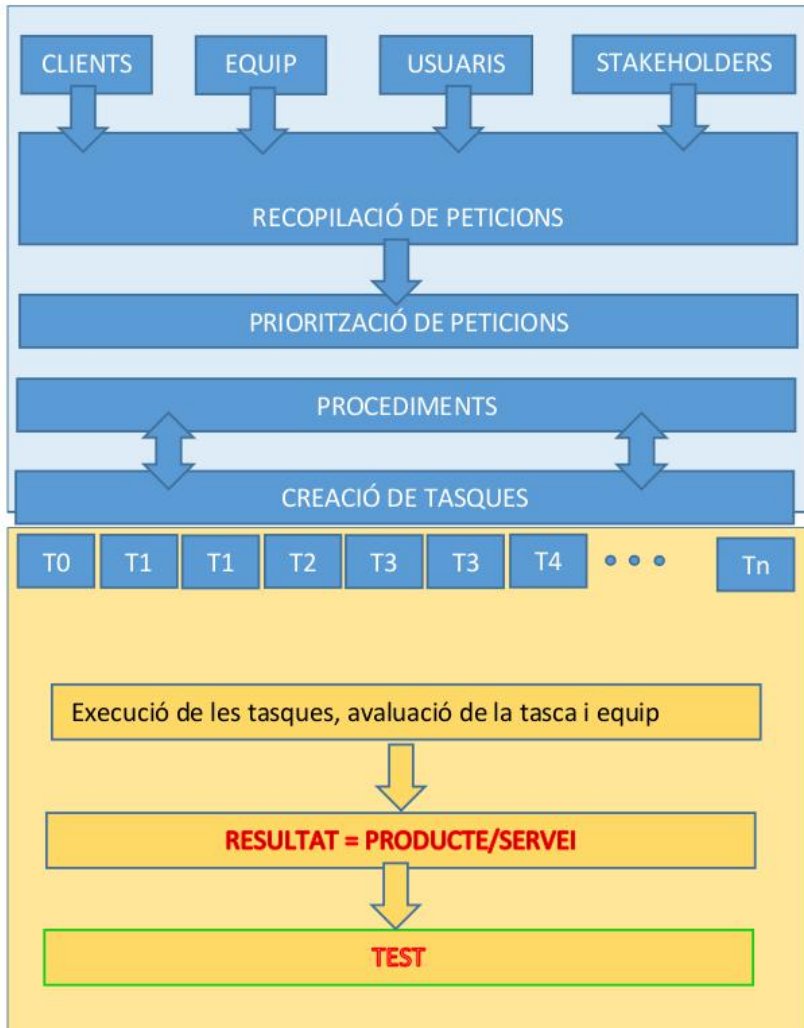 CLIENTS
EQUIP
USUARIS
STAKEHOLDERS
RECOPILACIÓ DE PETICIONS
PRIORITZACIÓ DE PETICIONS
PROCEDIMENTS
CREACIÓ DE TASQUES
T0
T1
T1
T2
T3
T3
T4
• • •
Tn
Execució de les tasques, avaluació de la tasca i equip
RESULTAT = PRODUCTE/SERVEI
TEST